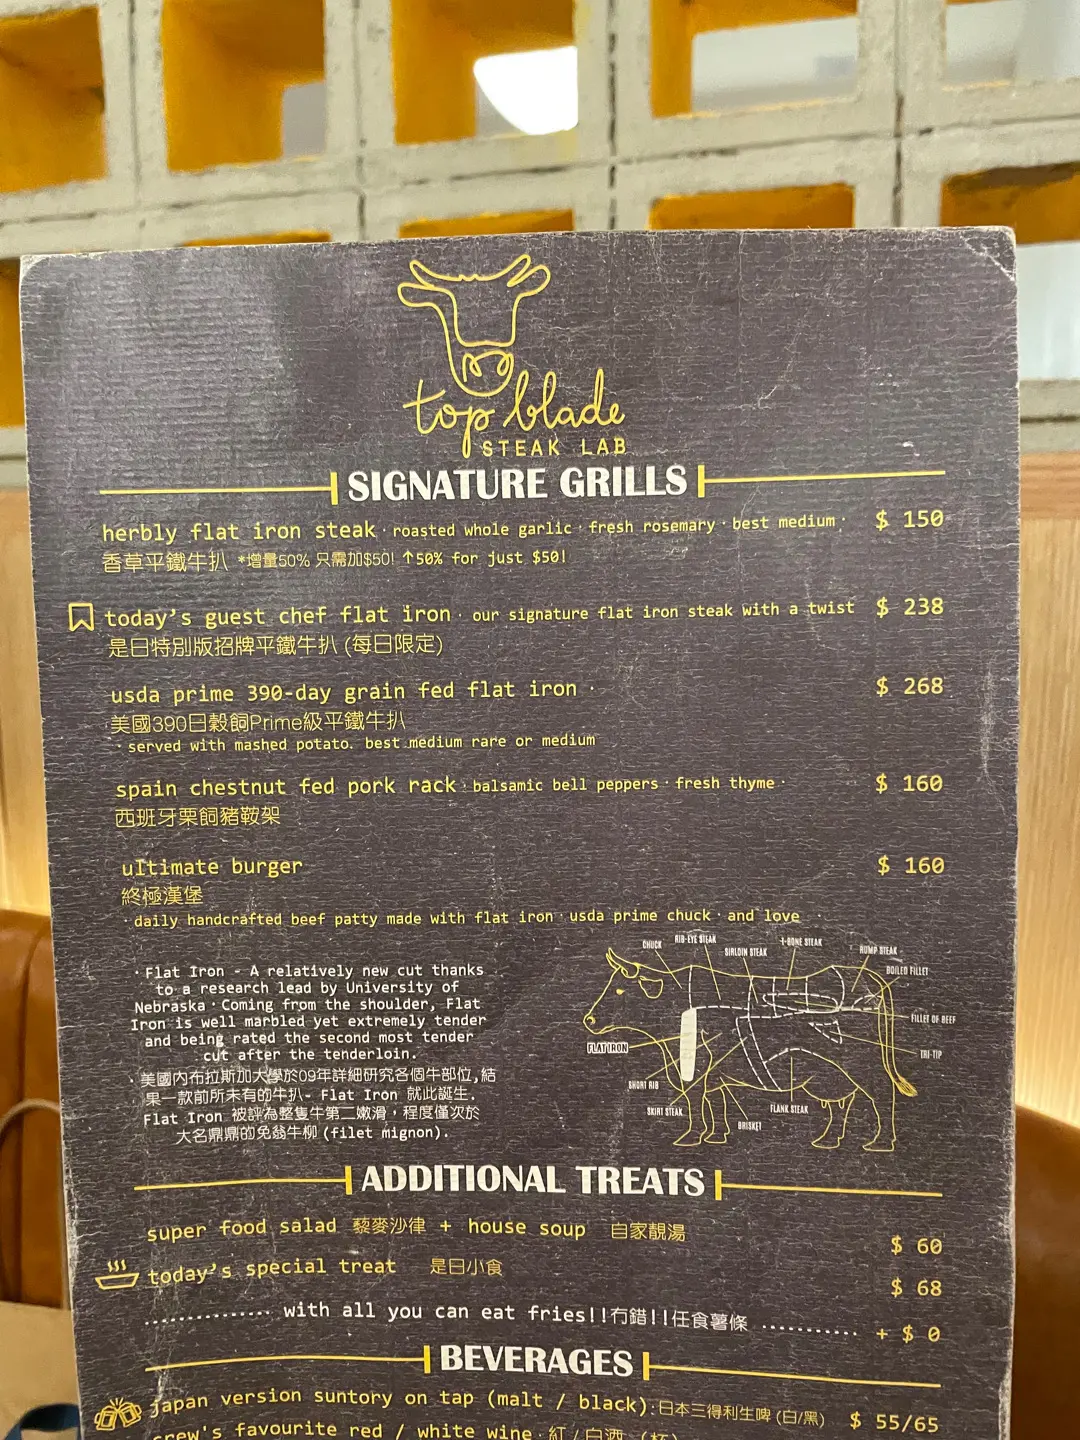 top blade
STEAK LAB
SIGNATURE GRILLS
herbly flat iron steak · roasted whole garlic · fresh rosemary · best medium · $ 150
香草平鐵牛扒 *增量50% 只需加$50! ↑50% for just $50!
today's guest chef flat iron · our signature flat iron steak with a twist $ 238
是日特別版招牌平鐵牛扒 (每日限定)
usda prime 390-day grain fed flat iron · $ 268
美國390日穀飼Prime級平鐵牛扒
· served with mashed potato. best medium rare or medium
spain chestnut fed pork rack · balsamic bell peppers · fresh thyme · $ 160
西班牙栗飼豬鞍架
ultimate burger $ 160
終極漢堡
· daily handcrafted beef patty made with flat iron · usda prime chuck · and love
· Flat Iron - A relatively new cut thanks
to a research lead by University of
Nebraska · Coming from the shoulder, Flat
Iron is well marbled yet extremely tender
and being rated the second most tender
cut after the tenderloin.
· 美國內布拉斯加大學於09年詳細研究各個牛部位,結
果一款前所未有的牛扒- Flat Iron 就此誕生.
Flat Iron 被評為整隻牛第二嫩滑，程度僅次於
大名鼎鼎的免翁牛柳 (filet mignon).
CHUCK
RIB-EYE STEAK
SIRLOIN STEAK
T-BONE STEAK
RUMP STEAK
BOILED FILLET
FILLET OF BEEF
TRI-TIP
FLAT IRON
SHORT RIB
SKIRT STEAK
BRISKET
FLANK STEAK
ADDITIONAL TREATS
super food salad 藜麥沙律 + house soup 自家靚湯 $ 60
today's special treat 是日小食 $ 68
............. with all you can eat fries!!冇錯!!任食薯條 ........... + $ 0
BEVERAGES
japan version suntory on tap (malt / black):日本三得利生啤 (白/黑) $ 55/65
crew's favourite red / white wine · 紅 / 白酒 (杯)